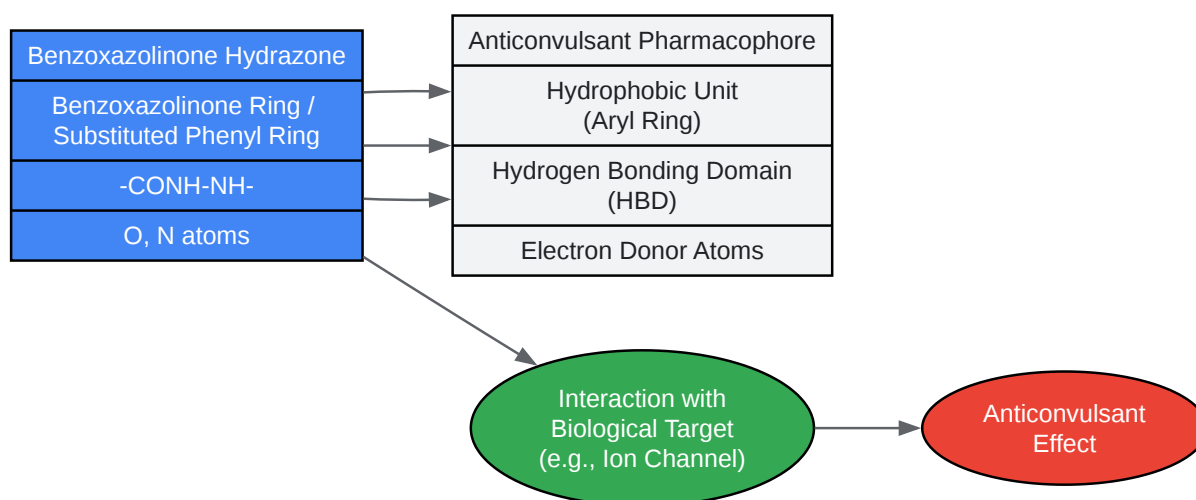 Benzoxazolinone Hydrazone
Benzoxazolinone Ring /
Substituted Phenyl Ring
-CONH-NH-
O, N atoms
Anticonvulsant Pharmacophore
Hydrophobic Unit
(Aryl Ring)
Hydrogen Bonding Domain
(HBD)
Electron Donor Atoms
Interaction with
Biological Target
(e.g., Ion Channel)
Anticonvulsant
Effect